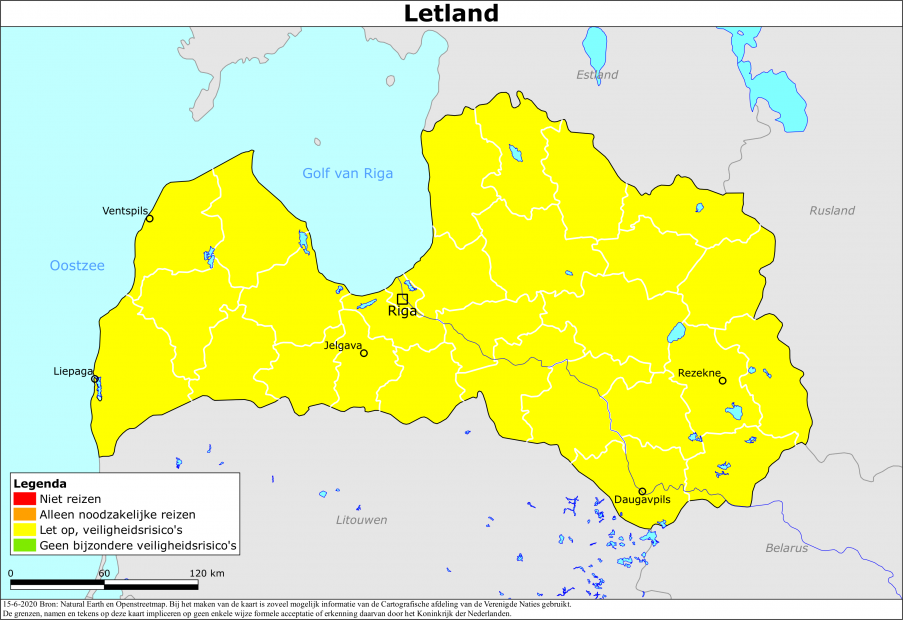 Letland
Estland
Golf van Riga
Ventspils
Rusland
Oostzee
Riga
Jelgava
Liepaga
Rezekne
Legenda
Niet reizen
Alleen noodzakelijke reizen
Let op, veiligheidsrisico's
Geen bijzondere veiligheidsrisico's
Daugavpils
Litouwen
Belarus
0 60 120 km
15-6-2020 Bron: Natural Earth en Openstreetmap. Bij het maken van de kaart is zoveel mogelijk informatie van de Cartografische afdeling van de Verenigde Naties gebruikt.
De grenzen, namen en tekens op deze kaart impliceren op geen enkele wijze formele acceptatie of erkenning daarvan door het Koninkrijk der Nederlanden.